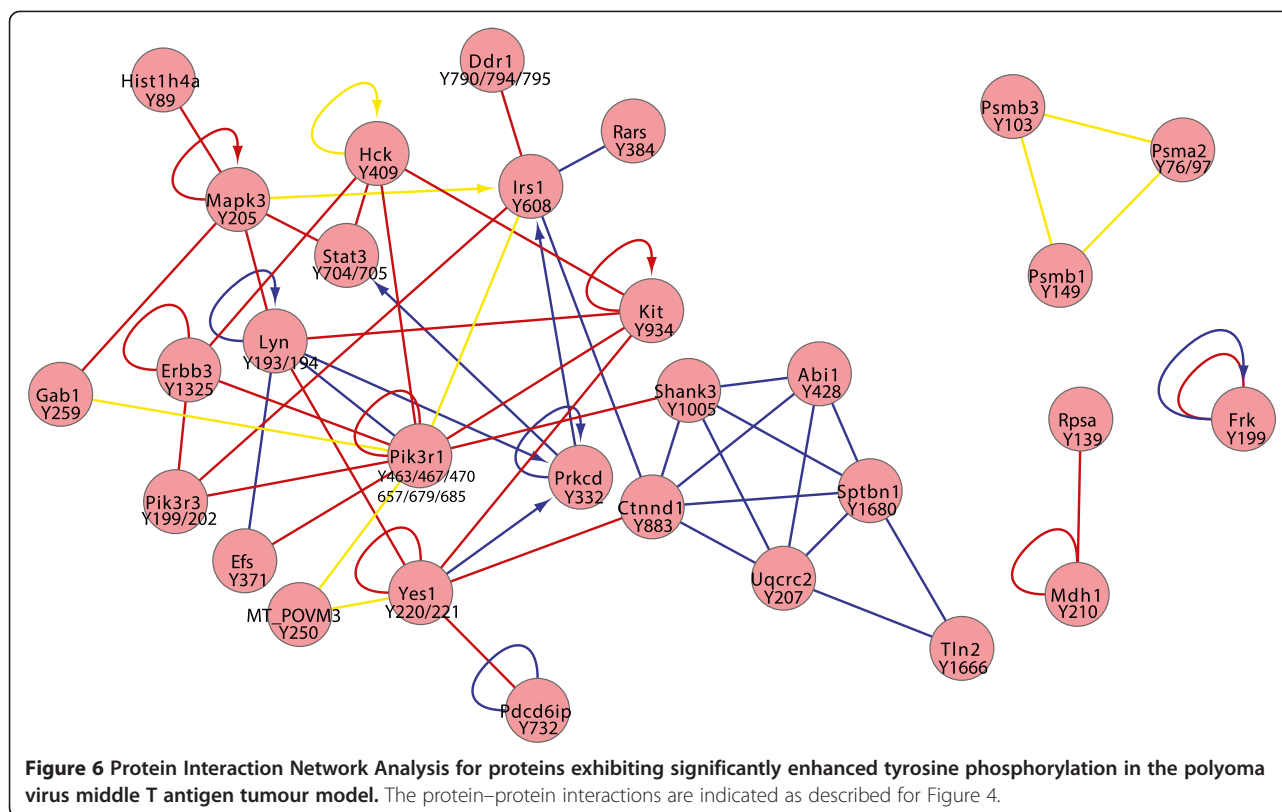 Hist1h4a
Y89
Ddr1
Y790/794/795
Rars
Y384
Hck
Y409
Psmb3
Y103
Psma2
Y76/97
Mapk3
Y205
Irs1
Y608
Stat3
Y704/705
Psmb1
Y149
Kit
Y934
Lyn
Y193/194
Erbb3
Y1325
Gab1
Y259
Shank3
Y1005
Abi1
Y428
Rpsa
Y139
Frk
Y199
Pik3r1
Y463/467/470
657/679/685
Prkcd
Y332
Pik3r3
Y199/202
Ctnnd1
Y883
Sptbn1
Y1680
Efs
Y371
Uqcrc2
Y207
Yes1
Y220/221
MT_POVM3
Y250
Mdh1
Y210
Tln2
Y1666
Pdcd6ip
Y732
Figure 6 Protein Interaction Network Analysis for proteins exhibiting significantly enhanced tyrosine phosphorylation in the polyoma
virus middle T antigen tumour model. The protein–protein interactions are indicated as described for Figure 4.